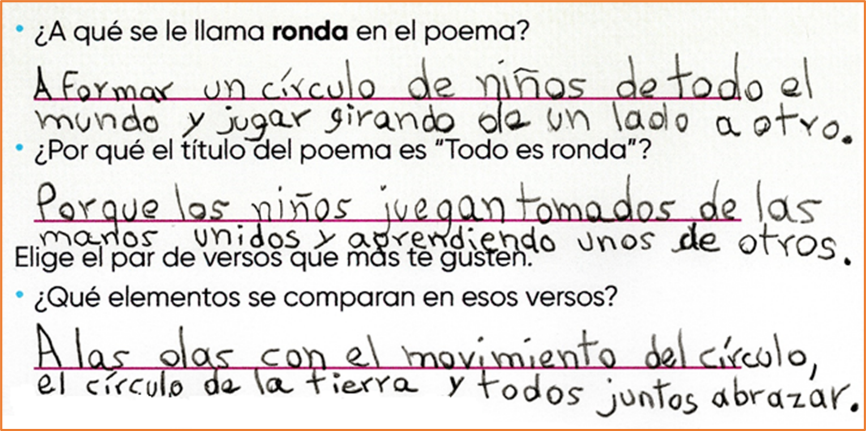 • ¿A qué se le llama ronda en el poema?
A formar un círculo de niños de todo el
mundo y jugar girando de un lado a otro.
• ¿Por qué el título del poema es "Todo es ronda"?
Porque los niños juegan tomados de las
manos unidos y aprendiendo unos de otros.
Elige el par de versos que más te gusten.
• ¿Qué elementos se comparan en esos versos?
A las olas con el movimiento del círculo,
el círculo de la tierra y todos juntos abrazar.